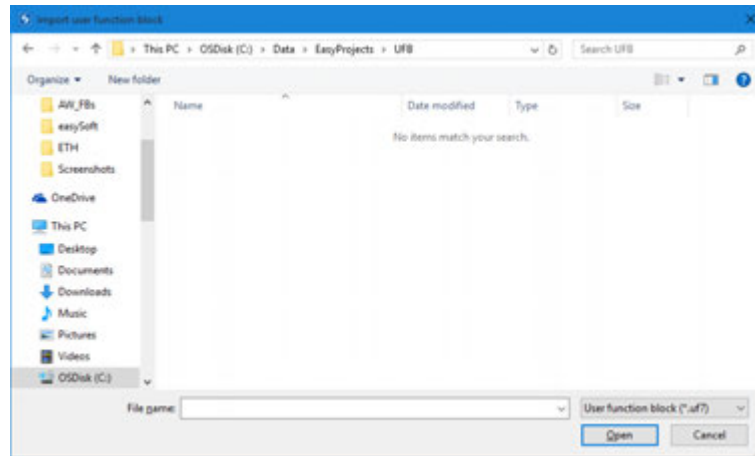 Import user function block
This PC > OSDisk (C:) > Data > EasyProjects > UFB
Search UFB
Organize
New folder
AW_FBs
easySoft
ETH
Screenshots
OneDrive
This PC
Desktop
Documents
Downloads
Music
Pictures
Videos
OSDisk (C:)
Name Date modified Type Size
No items match your search.
File name:
User function block (*.uf7)
Open Cancel